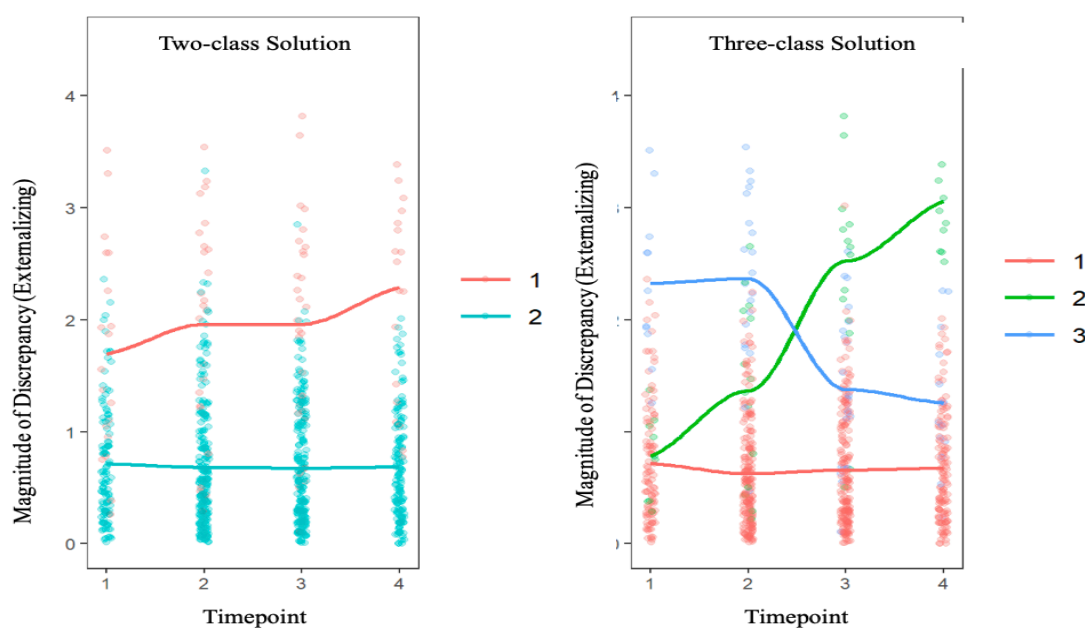 Two-class Solution
Magnitude of Discrepancy (Externalizing)
4
3
2
1
0
1 2 3 4
Timepoint
1
2
Three-class Solution
Magnitude of Discrepancy (Externalizing)
1 2 3 4
Timepoint
1
2
3